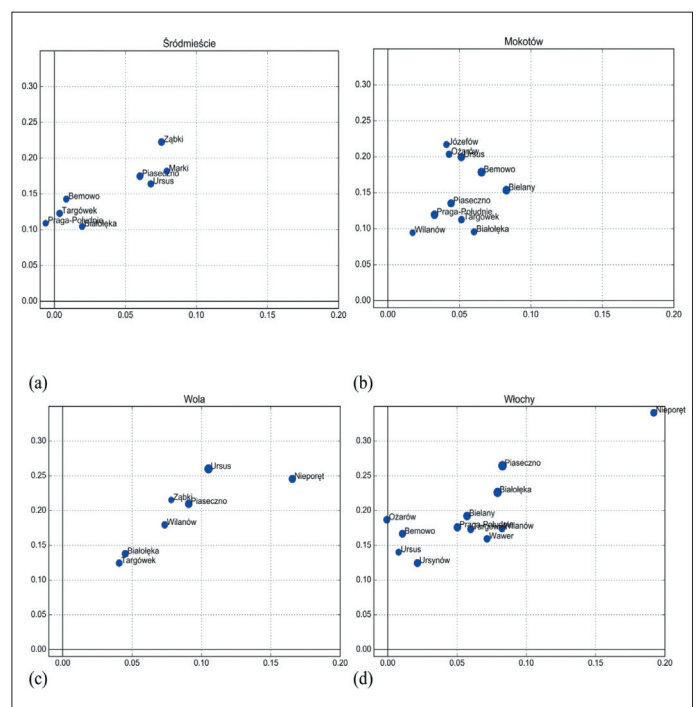 Śródmieście
0.30
0.25
0.20
0.15
0.10
0.05
0.00
Ząbki
Marki
Piaseczno
Ursus
Bemowo
Targówek
Praga-Południe
Białołęka
0.00 0.05 0.10 0.15 0.20
(a)
Mokotów
0.30
0.25
0.20
0.15
0.10
0.05
0.00
Józefów
Ożarów
Ursus
Bemowo
Bielany
Piaseczno
Praga-Południe
Targówek
Wilanów
Białołęka
0.00 0.05 0.10 0.15 0.20
(b)
Wola
0.30
0.25
0.20
0.15
0.10
0.05
0.00
Ursus
Nieporęt
Ząbki
Piaseczno
Wilanów
Białołęka
Targówek
0.00 0.05 0.10 0.15 0.20
(c)
Włochy
0.30
0.25
0.20
0.15
0.10
0.05
0.00
Nieporęt
Piaseczno
Białołęka
Bielany
Ożarów
Praga-Południe
Targówek
Wilanów
Bemowo
Wawer
Ursus
Ursynów
0.00 0.05 0.10 0.15 0.20
(d)